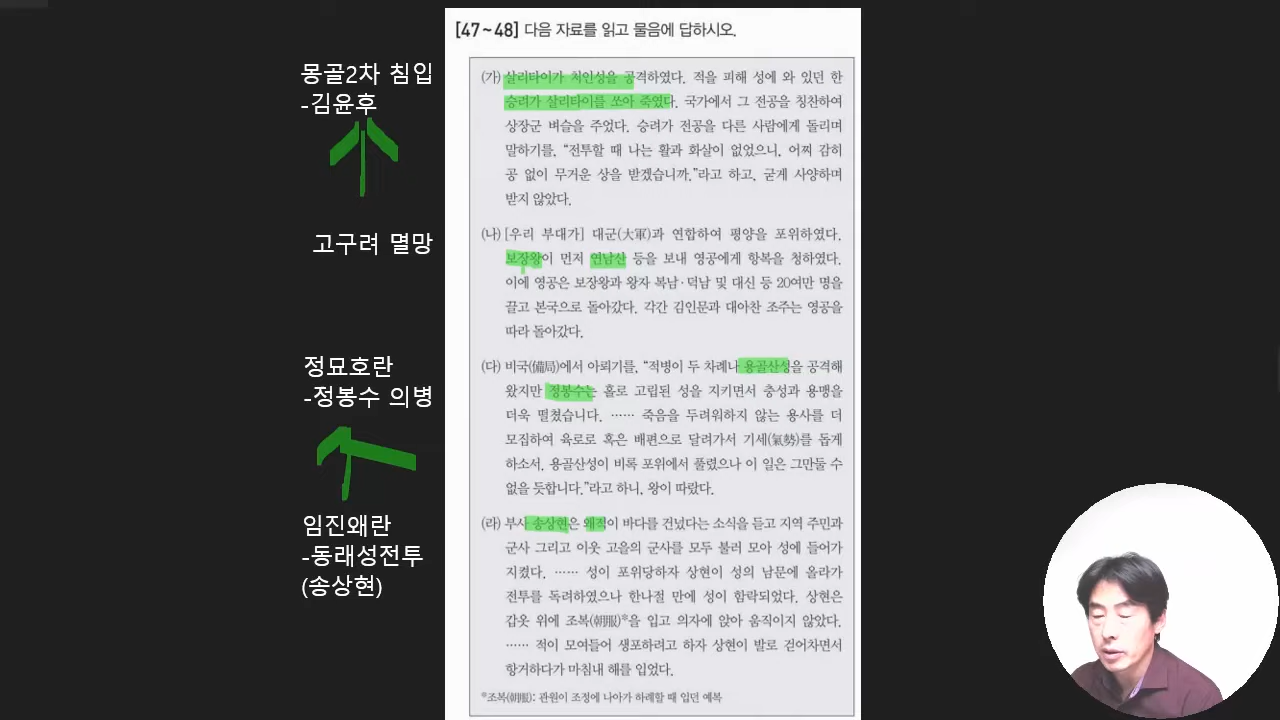 [47~48] 다음 자료를 읽고 물음에 답하시오.
(가) 살리타이가 처인성을 공격하였다. 적을 피해 성에 와 있던 한
승려가 살리타이를 쏘아 죽였다. 국가에서 그 전공을 칭찬하여
상장군 벼슬을 주었다. 승려가 전공을 다른 사람에게 돌리며
말하기를, “전투할 때 나는 활과 화살이 없었으니, 어찌 감히
공 없이 무거운 상을 받겠습니까.”라고 하고, 굳게 사양하며
받지 않았다.
(나) [우리 부대가] 대군(大軍)과 연합하여 평양을 포위하였다.
보장왕이 먼저 연남산 등을 보내 영공에게 항복을 청하였다.
이에 영공은 보장왕과 왕자 복남·덕남 및 대신 등 20여만 명을
끌고 본국으로 돌아갔다. 각간 김인문과 대아찬 조주는 영공을
따라 돌아갔다.
(다) 비국(備局)에서 아뢰기를, “적병이 두 차례나 용골산성을 공격해
왔지만 정봉수는 홀로 고립된 성을 지키면서 충성과 용맹을
더욱 떨쳤습니다. …… 죽음을 두려워하지 않는 용사를 더
모집하여 육로로 혹은 배편으로 달려가서 기세(氣勢)를 돕게
하소서. 용골산성이 비록 포위에서 풀렸으나 이 일은 그만둘 수
없을 듯합니다.”라고 하니, 왕이 따랐다.
(라) 부사 송상현은 왜적이 바다를 건넜다는 소식을 듣고 지역 주민과
군사 그리고 이웃 고을의 군사를 모두 불러 모아 성에 들어가
지켰다. …… 성이 포위당하자 상현이 성의 남문에 올라가
전투를 독려하였으나 한나절 만에 성이 함락되었다. 상현은
갑옷 위에 조복(朝服)*을 입고 의자에 앉아 움직이지 않았다.
…… 적이 모여들어 생포하려고 하자 상현이 발로 걷어차면서
항거하다가 마침내 해를 입었다.
*조복(朝服): 관원이 조정에 나아가 하례할 때 입던 예복
몽골2차 침입
-김윤후
고구려 멸망
정묘호란
-정봉수 의병
임진왜란
-동래성전투
(송상현)